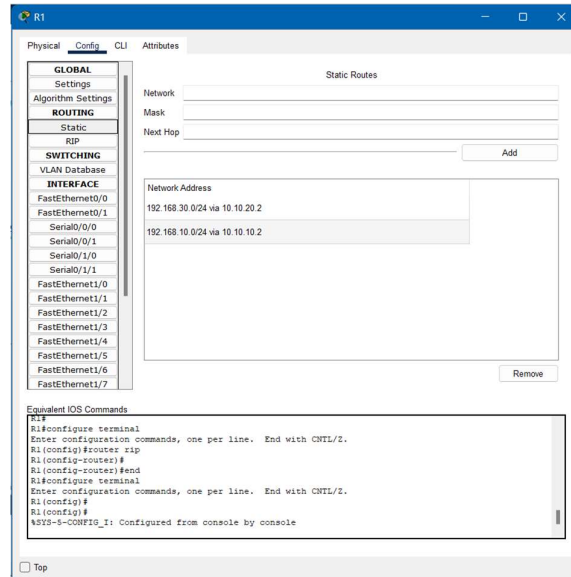 R1
Physical Config CLI Attributes
GLOBAL
Settings
Algorithm Settings
ROUTING
Static
RIP
SWITCHING
VLAN Database
INTERFACE
FastEthernet0/0
FastEthernet0/1
Serial0/0/0
Serial0/0/1
Serial0/1/0
Serial0/1/1
FastEthernet1/0
FastEthernet1/1
FastEthernet1/2
FastEthernet1/3
FastEthernet1/4
FastEthernet1/5
FastEthernet1/6
FastEthernet1/7
Static Routes
Network
Mask
Next Hop
Add
Network Address
192.168.30.0/24 via 10.10.20.2
192.168.10.0/24 via 10.10.10.2
Remove
Equivalent IOS Commands
R1#
R1#configure terminal
Enter configuration commands, one per line. End with CNTL/Z.
R1(config)#router rip
R1(config-router)#
R1(config-router)#end
R1#configure terminal
Enter configuration commands, one per line. End with CNTL/Z.
R1(config)#
R1(config)#
%SYS-5-CONFIG_I: Configured from console by console
Top